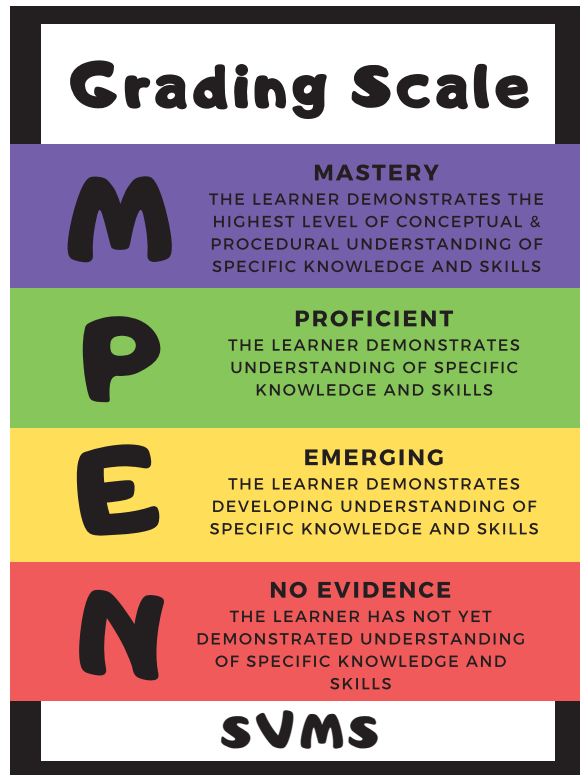 Grading Scale
M
MASTERY
THE LEARNER DEMONSTRATES THE
HIGHEST LEVEL OF CONCEPTUAL &
PROCEDURAL UNDERSTANDING OF
SPECIFIC KNOWLEDGE AND SKILLS
P
PROFICIENT
THE LEARNER DEMONSTRATES
UNDERSTANDING OF SPECIFIC
KNOWLEDGE AND SKILLS
E
EMERGING
THE LEARNER DEMONSTRATES
DEVELOPING UNDERSTANDING OF
SPECIFIC KNOWLEDGE AND SKILLS
N
NO EVIDENCE
THE LEARNER HAS NOT YET
DEMONSTRATED UNDERSTANDING
OF SPECIFIC KNOWLEDGE AND
SKILLS
SVMS